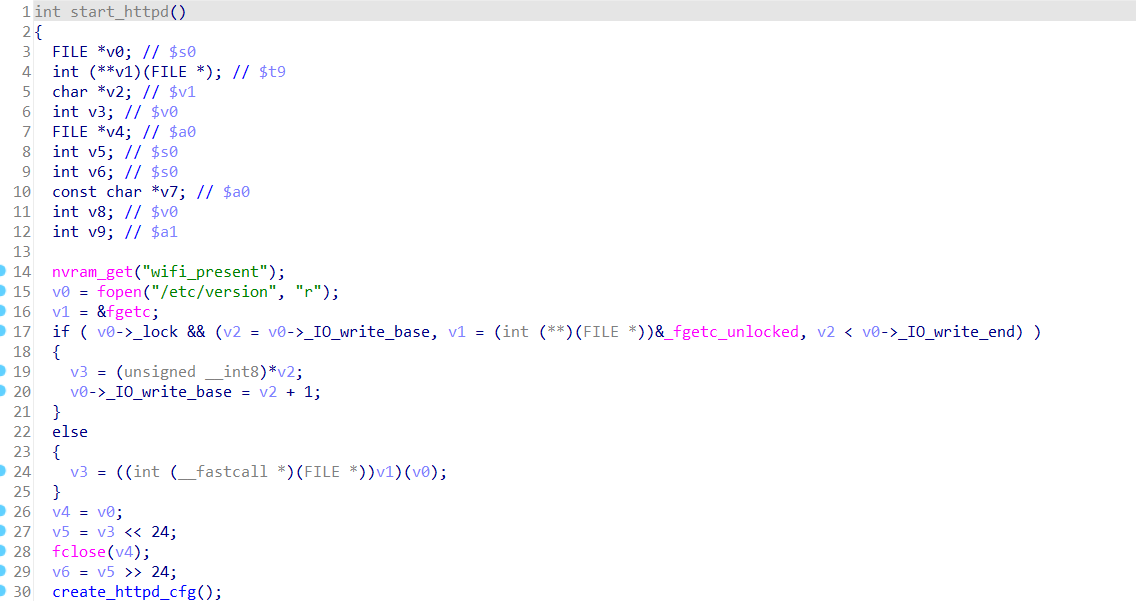 1 int start_httpd()
2 {
3   FILE *v0; // $s0
4   int (**v1)(FILE *); // $t9
5   char *v2; // $v1
6   int v3; // $v0
7   FILE *v4; // $a0
8   int v5; // $s0
9   int v6; // $s0
10   const char *v7; // $a0
11   int v8; // $v0
12   int v9; // $a1
13
14   nvram_get("wifi_present");
15   v0 = fopen("/etc/version", "r");
16   v1 = &fgetc;
17   if ( v0->_lock && (v2 = v0->_IO_write_base, v1 = (int (**)(FILE *))&_fgetc_unlocked, v2 < v0->_IO_write_end) )
18   {
19     v3 = (unsigned __int8)*v2;
20     v0->_IO_write_base = v2 + 1;
21   }
22   else
23   {
24     v3 = ((int (__fastcall *)(FILE *))v1)(v0);
25   }
26   v4 = v0;
27   v5 = v3 << 24;
28   fclose(v4);
29   v6 = v5 >> 24;
30   create_httpd_cfg();